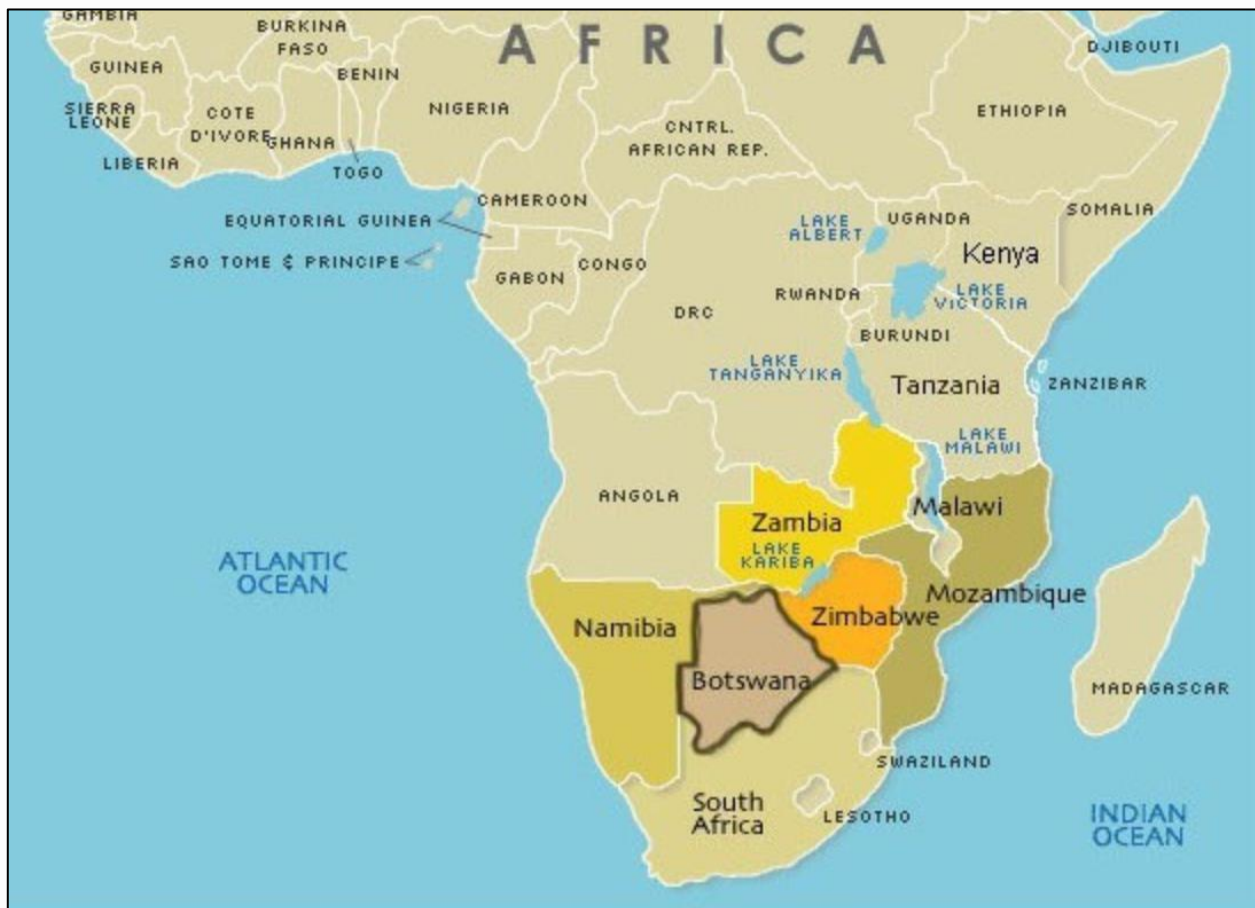 AFRICA
GAMBIA
BURKINA
FASO
DJIBOUTI
GUINEA
BENIN
NIGERIA
ETHIOPIA
SIERRA
LEONE
COTE
D'IVORE
GHANA
CNTRL.
AFRICAN REP.
LIBERIA
TOGO
CAMEROON
EQUATORIAL GUINEA
LAKE
ALBERT
UGANDA
SOMALIA
SAO TOME & PRINCIPE
GABON
CONGO
Kenya
RWANDA
LAKE
VICTORIA
DRC
BURUNDI
LAKE
TANGANYIKA
Tanzania
ZANZIBAR
LAKE
MALAWI
ANGOLA
Zambia
Malawi
LAKE
KARIBA
ATLANTIC
OCEAN
Namibia
Zimbabwe
Mozambique
Botswana
MADAGASCAR
SWAZILAND
South
Africa
LESOTHO
INDIAN
OCEAN